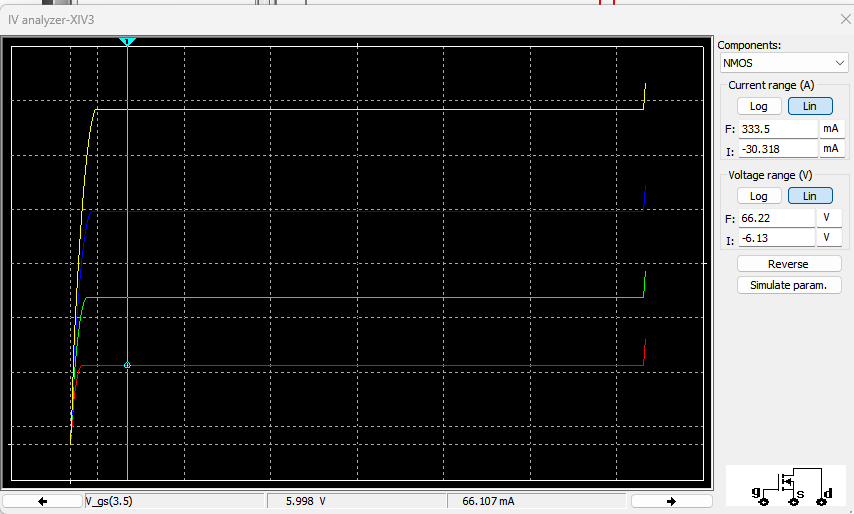 IV analyzer-XIV3
1
Components:
NMOS
Current range (A)
Log Lin
F: 333.5 mA
I: -30.318 mA
Voltage range (V)
Log Lin
F: 66.22 V
I: -6.13 V
Reverse
Simulate param.
g s d
V_gs(3.5) 5.998 V 66.107 mA